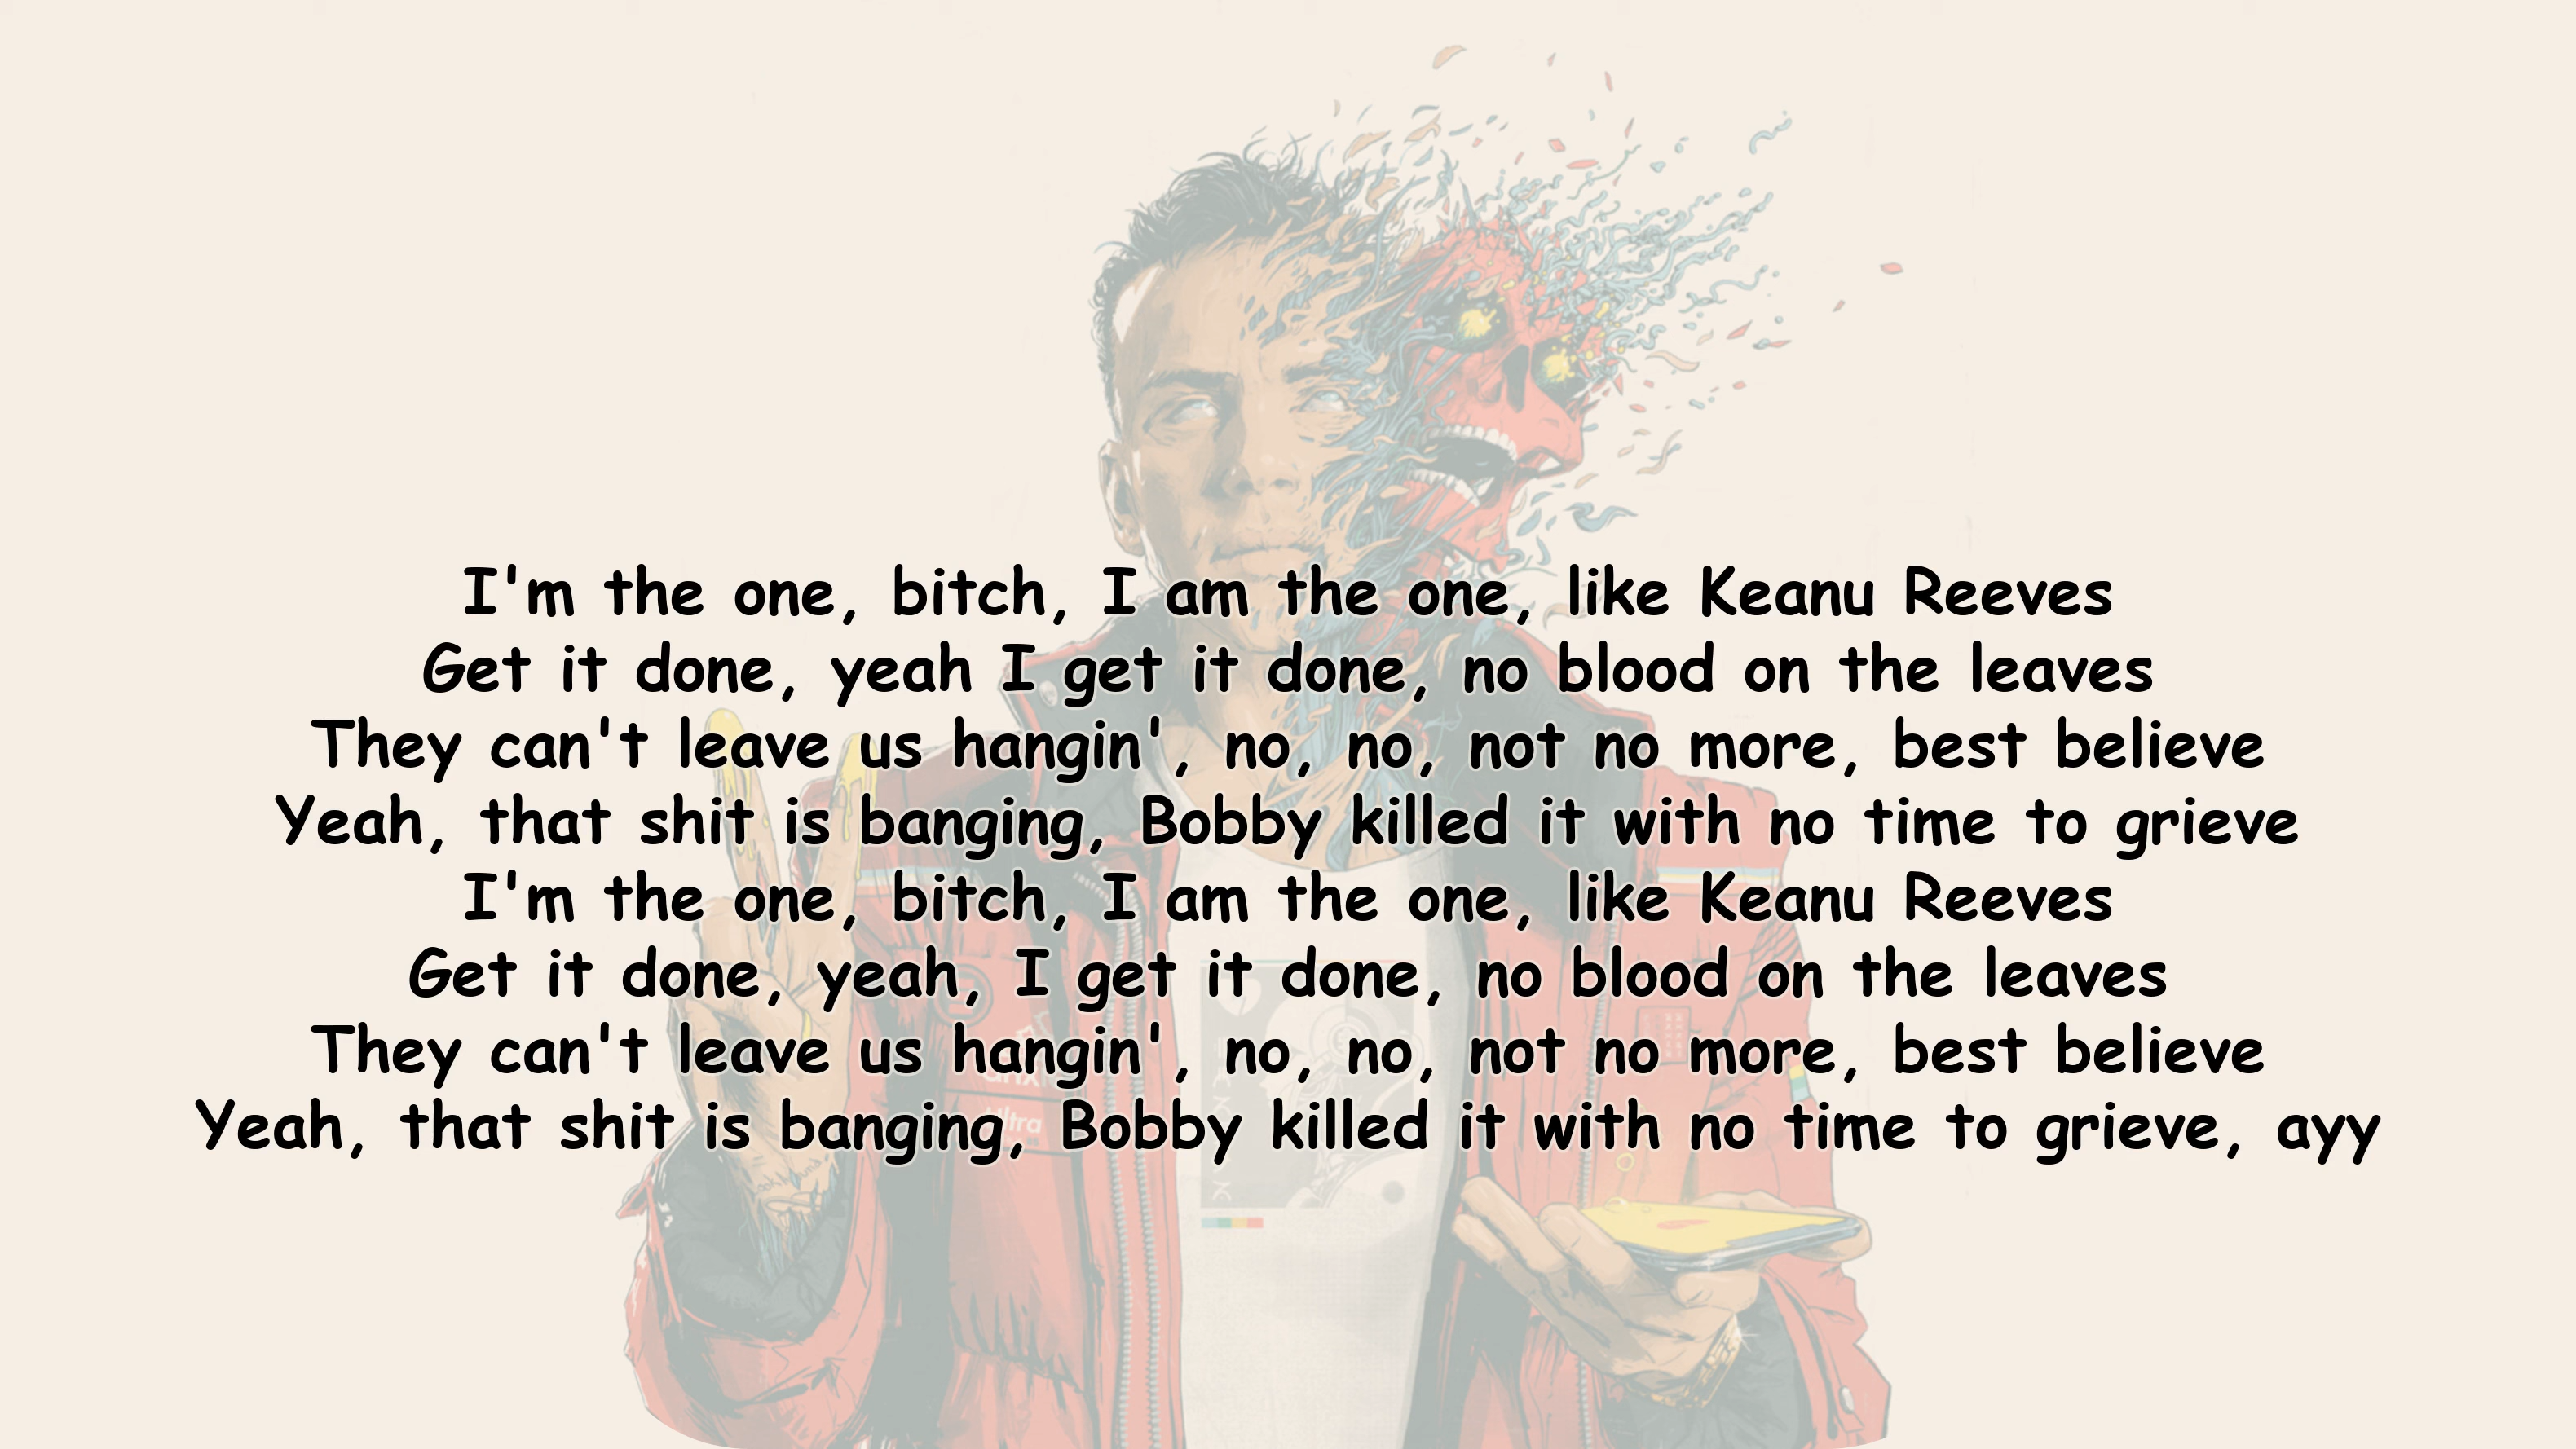 I'm the one, bitch, I am the one, like Keanu Reeves
Get it done, yeah I get it done, no blood on the leaves
They can't leave us hangin', no, no, not no more, best believe
Yeah, that shit is banging, Bobby killed it with no time to grieve
I'm the one, bitch, I am the one, like Keanu Reeves
Get it done, yeah, I get it done, no blood on the leaves
They can't leave us hangin', no, no, not no more, best believe
Yeah, that shit is banging, Bobby killed it with no time to grieve, ayy